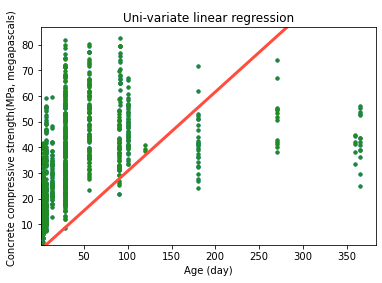 Uni-variate linear regression
Concrete compressive strength(MPa, megapascals)
80
70
60
50
40
30
20
10
50 100 150 200 250 300 350
Age (day)